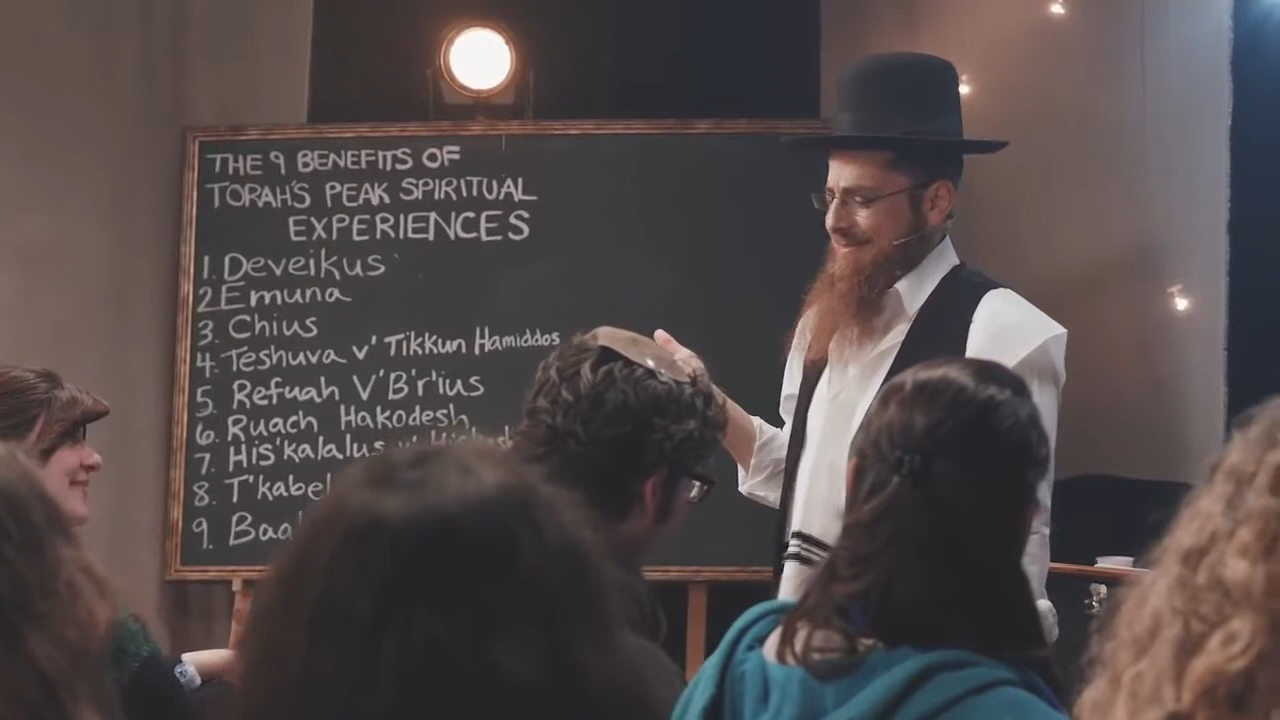 THE 9 BENEFITS OF
TORAH'S PEAK SPIRITUAL
EXPERIENCES
1. Deveikus
2 Emuna
3 Chius
4. Teshuva v' Tikkun Hamiddos
5. Refuah V'B'r'ius
6. Ruach Hakodesh
7. His'kalalus v'
8. T'kabel
9.